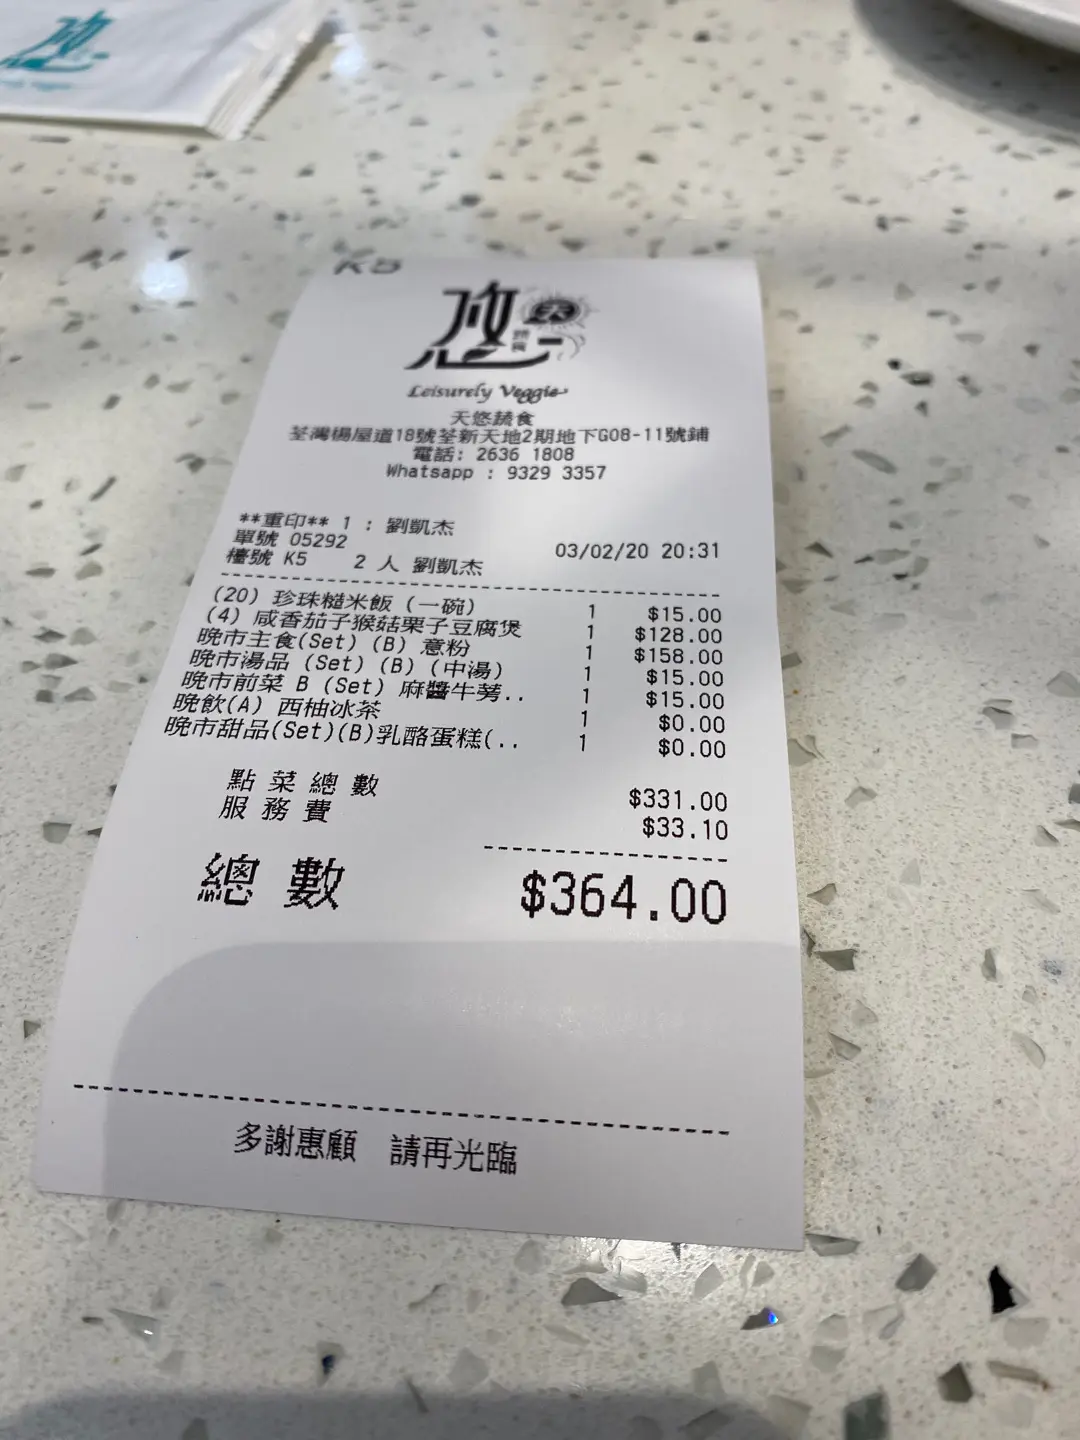 K5
悠
蔬食
Leisurely Veggie
天悠蔬食
荃灣楊屋道18號荃新天地2期地下G08-11號鋪
電話: 2636 1808
Whatsapp : 9329 3357
**重印** 1 : 劉凱杰
單號 05292 03/02/20 20:31
檯號 K5 2 人 劉凱杰
(20) 珍珠糙米飯 (一碗) 1 $15.00
(4) 咸香茄子猴菇栗子豆腐煲 1 $128.00
晚市主食(Set) (B) 意粉 1 $158.00
晚市湯品 (Set) (B) (中湯) 1 $15.00
晚市前菜 B (Set) 麻醬牛蒡.. 1 $15.00
晚飲(A) 西柚冰茶 1 $0.00
晚市甜品(Set)(B)乳酪蛋糕(.. 1 $0.00
點菜總數 $331.00
服務費 $33.10
總數 $364.00
多謝惠顧 請再光臨